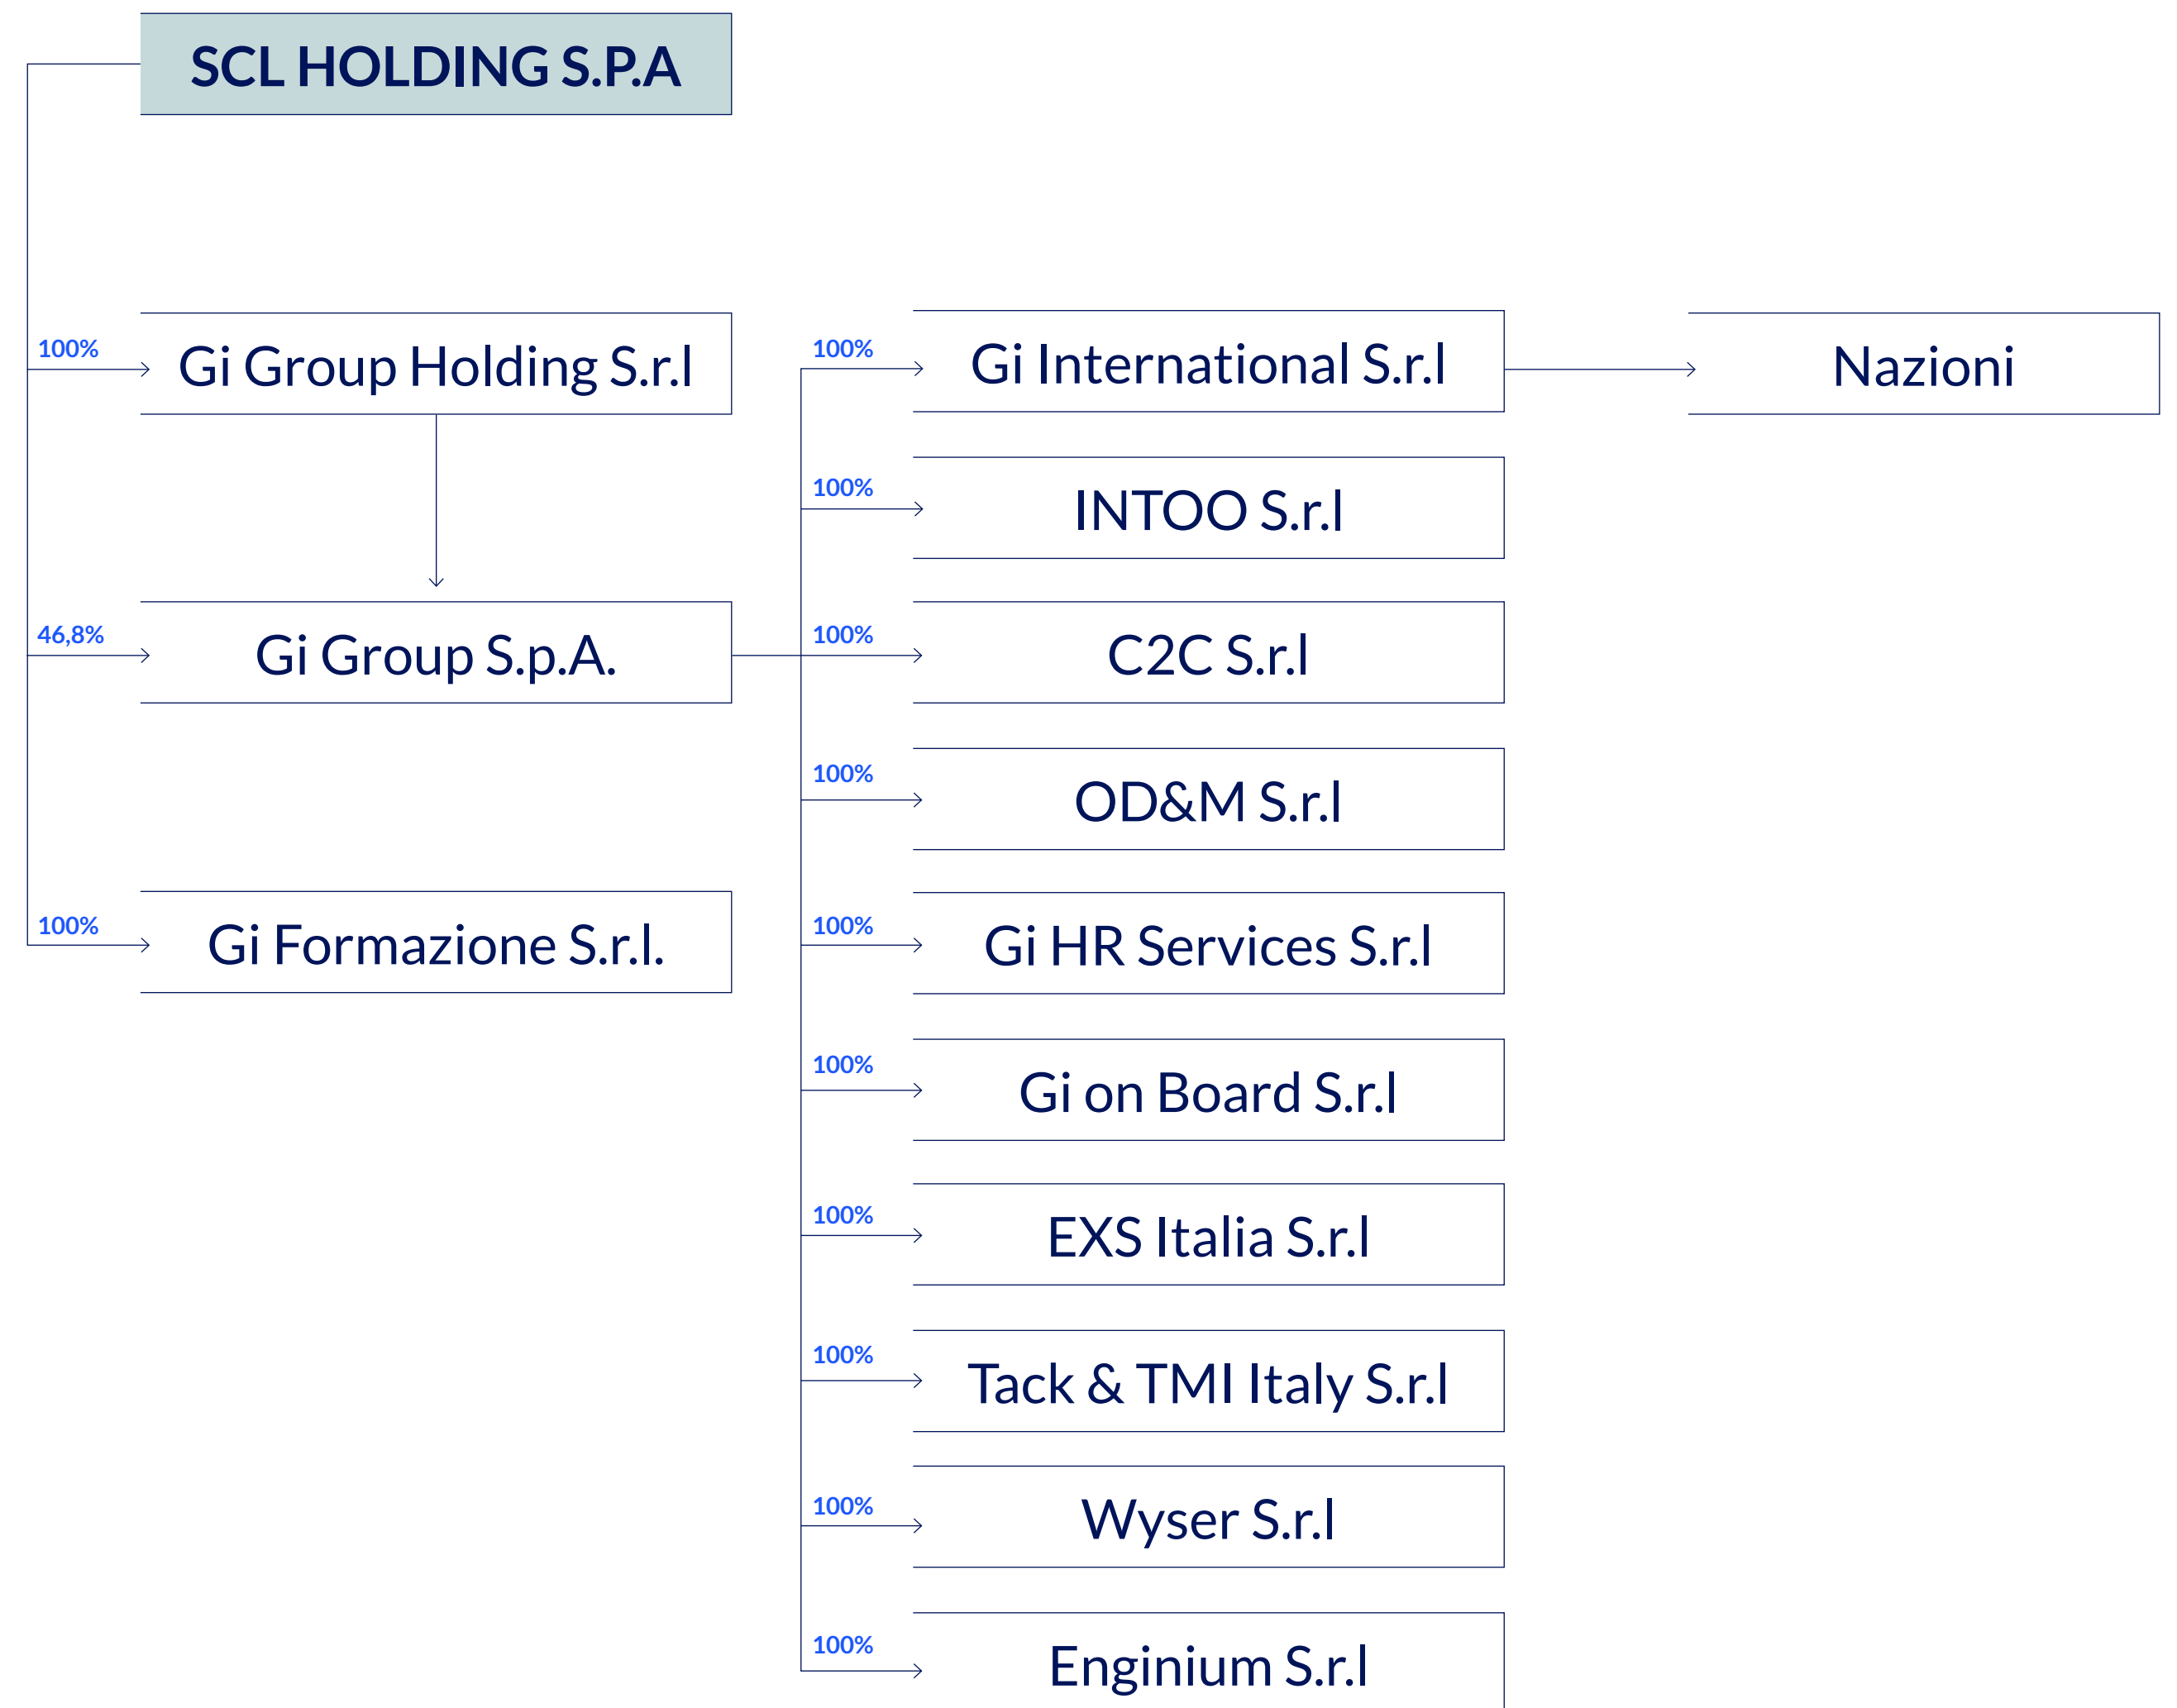 SCL HOLDING S.P.A
100%
Gi Group Holding S.r.l
100%
Gi International S.r.l
Nazioni
100%
INTOO S.r.l
46,8%
Gi Group S.p.A.
100%
C2C S.r.l
100%
OD&M S.r.l
100%
Gi Formazione S.r.l.
100%
Gi HR Services S.r.l
100%
Gi on Board S.r.l
100%
EXS Italia S.r.l
100%
Tack & TMI Italy S.r.l
100%
Wyser S.r.l
100%
Enginium S.r.l